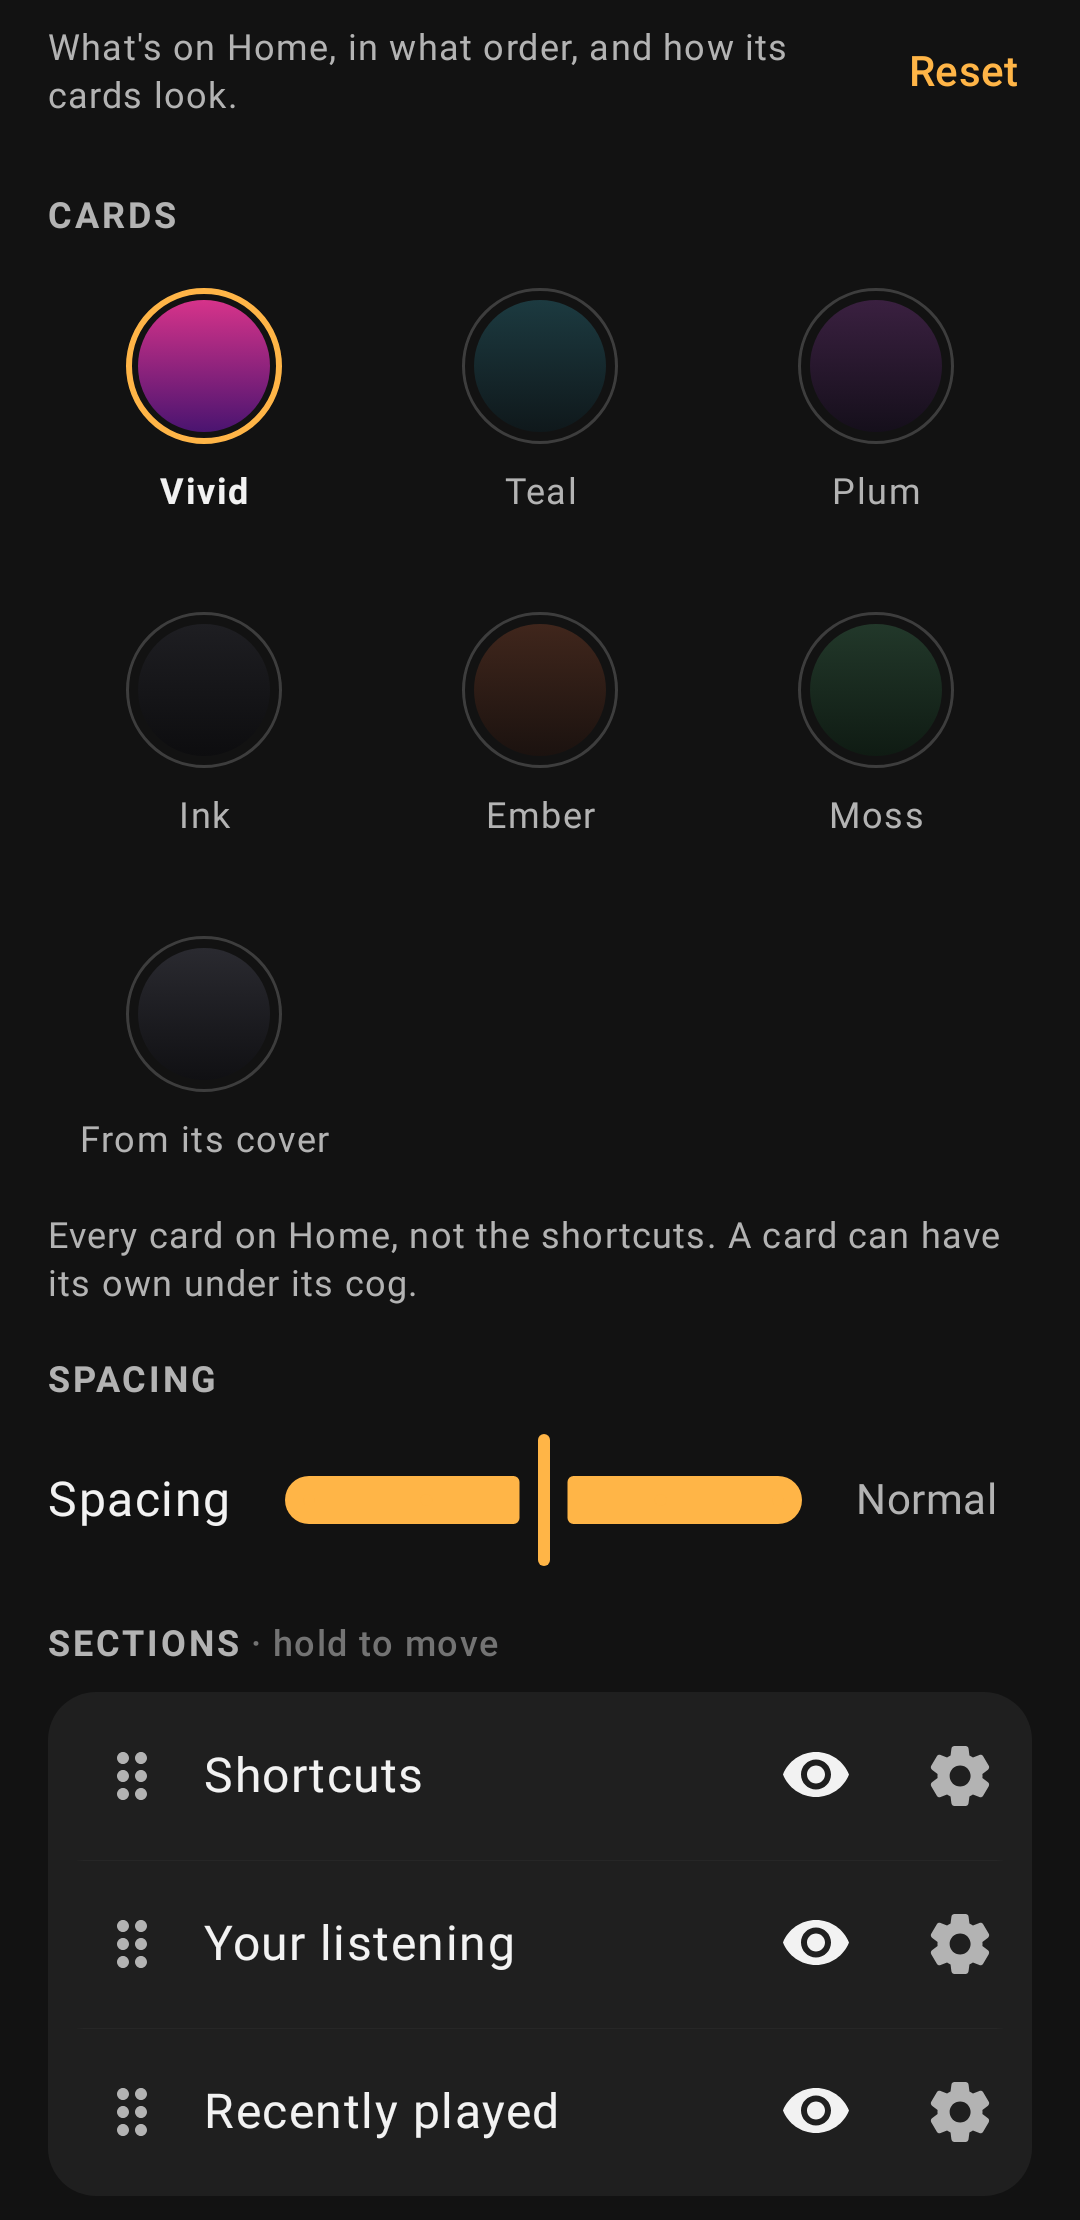 What's on Home, in what order, and how its
cards look.
Reset
CARDS
Vivid
Teal
Plum
Ink
Ember
Moss
From its cover
Every card on Home, not the shortcuts. A card can have
its own under its cog.
SPACING
Spacing
Normal
SECTIONS · hold to move
Shortcuts
Your listening
Recently played